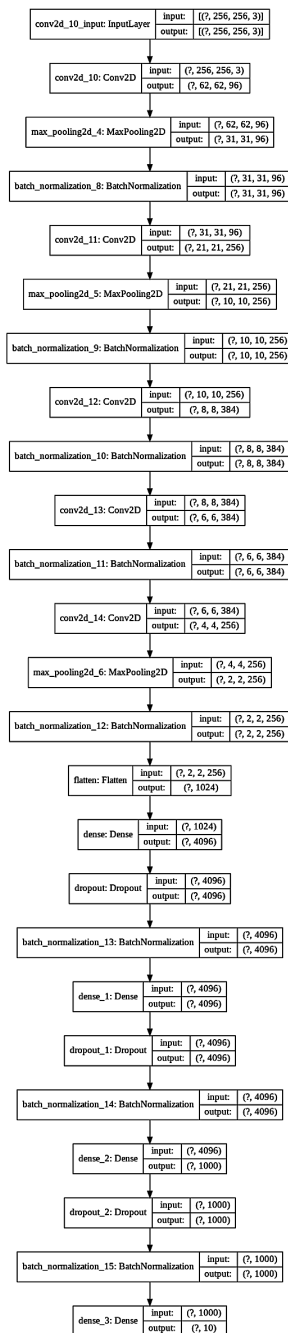 conv2d_10_input: InputLayer input: [(?, 256, 256, 3)]
output: [(?, 256, 256, 3)]
conv2d_10: Conv2D input: (?, 256, 256, 3)
output: (?, 62, 62, 96)
max_pooling2d_4: MaxPooling2D input: (?, 62, 62, 96)
output: (?, 31, 31, 96)
batch_normalization_8: BatchNormalization input: (?, 31, 31, 96)
output: (?, 31, 31, 96)
conv2d_11: Conv2D input: (?, 31, 31, 96)
output: (?, 21, 21, 256)
max_pooling2d_5: MaxPooling2D input: (?, 21, 21, 256)
output: (?, 10, 10, 256)
batch_normalization_9: BatchNormalization input: (?, 10, 10, 256)
output: (?, 10, 10, 256)
conv2d_12: Conv2D input: (?, 10, 10, 256)
output: (?, 8, 8, 384)
batch_normalization_10: BatchNormalization input: (?, 8, 8, 384)
output: (?, 8, 8, 384)
conv2d_13: Conv2D input: (?, 8, 8, 384)
output: (?, 6, 6, 384)
batch_normalization_11: BatchNormalization input: (?, 6, 6, 384)
output: (?, 6, 6, 384)
conv2d_14: Conv2D input: (?, 6, 6, 384)
output: (?, 4, 4, 256)
max_pooling2d_6: MaxPooling2D input: (?, 4, 4, 256)
output: (?, 2, 2, 256)
batch_normalization_12: BatchNormalization input: (?, 2, 2, 256)
output: (?, 2, 2, 256)
flatten: Flatten input: (?, 2, 2, 256)
output: (?, 1024)
dense: Dense input: (?, 1024)
output: (?, 4096)
dropout: Dropout input: (?, 4096)
output: (?, 4096)
batch_normalization_13: BatchNormalization input: (?, 4096)
output: (?, 4096)
dense_1: Dense input: (?, 4096)
output: (?, 4096)
dropout_1: Dropout input: (?, 4096)
output: (?, 4096)
batch_normalization_14: BatchNormalization input: (?, 4096)
output: (?, 4096)
dense_2: Dense input: (?, 4096)
output: (?, 1000)
dropout_2: Dropout input: (?, 1000)
output: (?, 1000)
batch_normalization_15: BatchNormalization input: (?, 1000)
output: (?, 1000)
dense_3: Dense input: (?, 1000)
output: (?, 10)